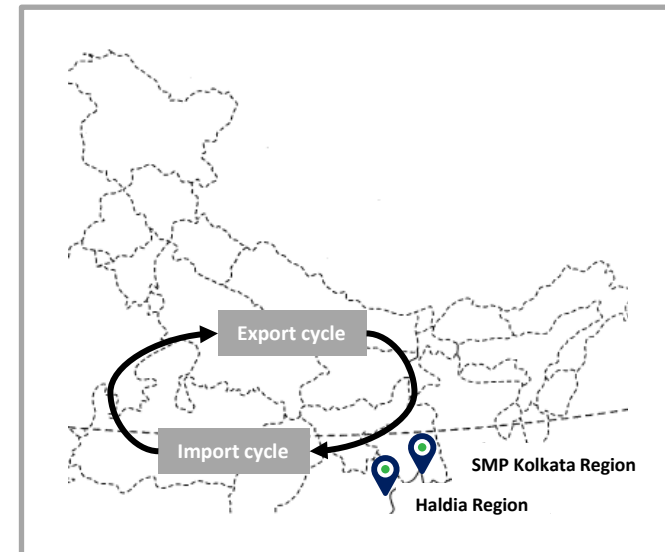 Export cycle
Import cycle
SMP Kolkata Region
Haldia Region